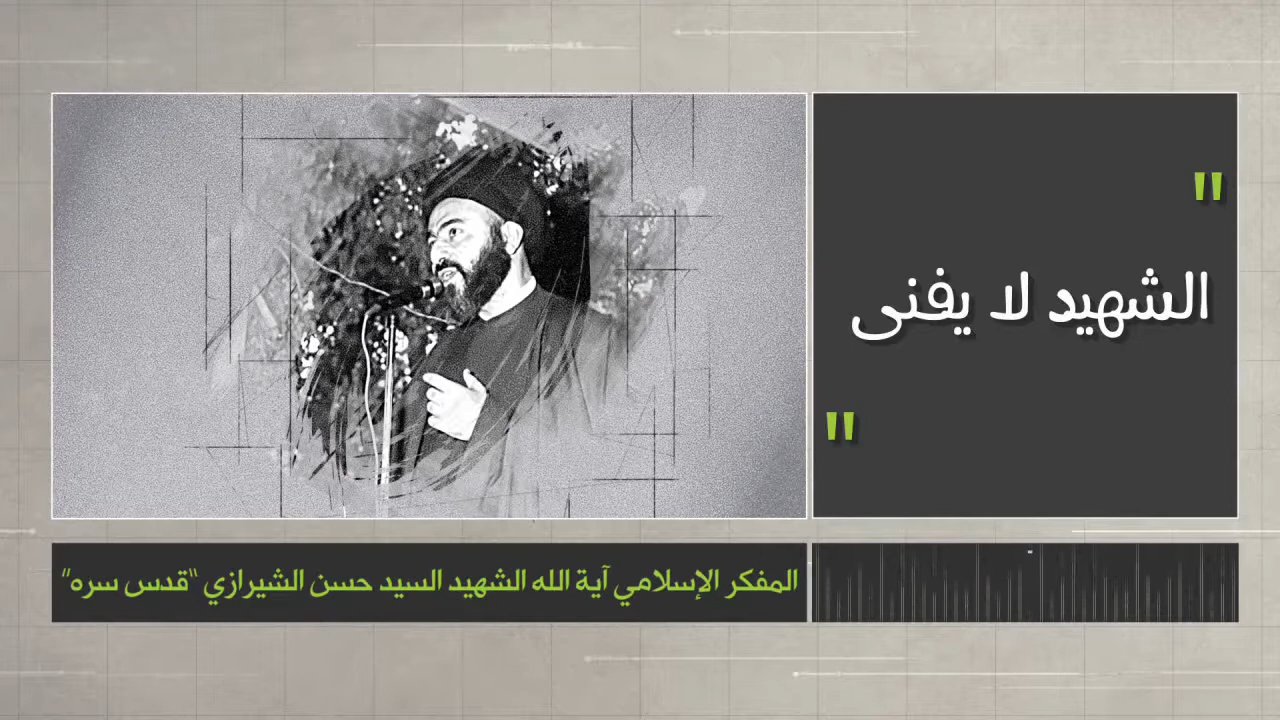 "
الشهيد لا يفنى
"
المفكر الإسلامي آية الله الشهيد السيد حسن الشيرازي "قدس سره"